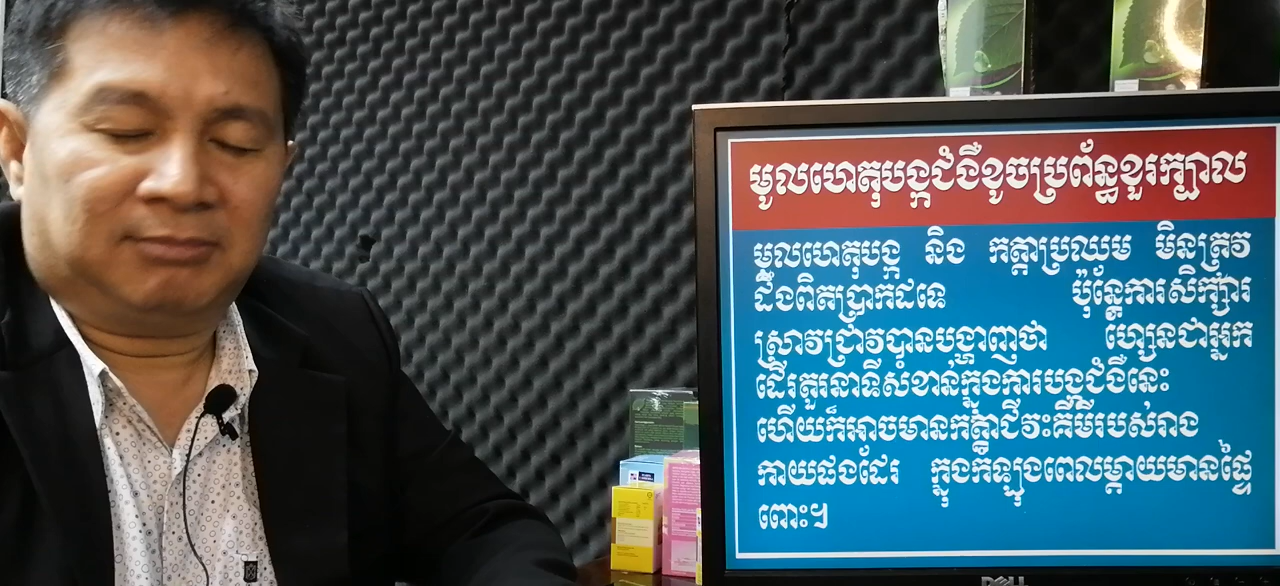 មូលហេតុបង្កជំងឺខូចប្រព័ន្ធខួរក្បាល
មូលហេតុបង្ក និង កត្តាប្រឈម មិនត្រូវ
ដឹងពិតប្រាកដទេ ប៉ុន្តែការសិក្សារ
ស្រាវជ្រាវបានបង្ហាញថា ហ្សែនជាអ្នក
ដើរតួរនាទីសំខាន់ក្នុងការបង្កជំងឺនេះ
ហើយក៏អាចមានកត្តាជីវះគីមីរបស់រាង
កាយផងដែរ ក្នុងកំឡុងពេលម្តាយមានផ្ទៃ
ពោះ។
DELL